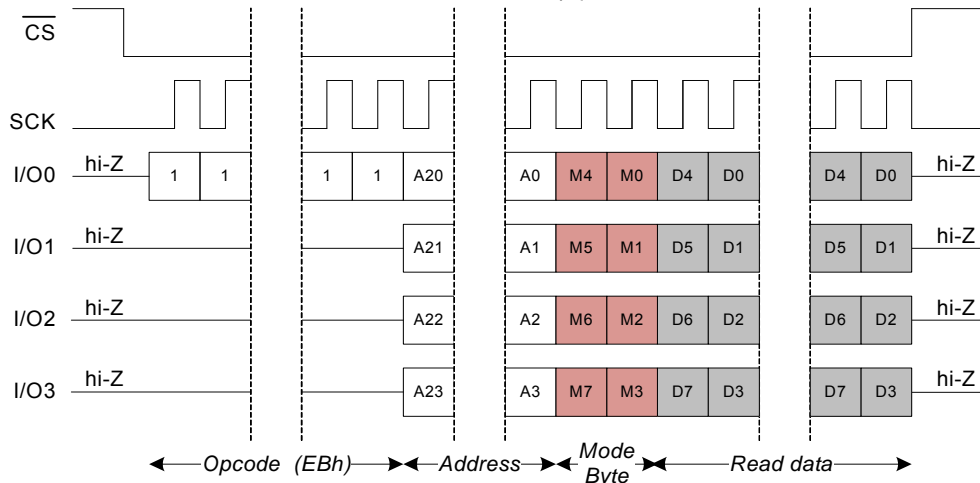 CS
SCK
I/O0 hi-Z 1 1 1 1 A20 A0 M4 M0 D4 D0 D4 D0 hi-Z
I/O1 hi-Z A21 A1 M5 M1 D5 D1 D5 D1 hi-Z
I/O2 hi-Z A22 A2 M6 M2 D6 D2 D6 D2 hi-Z
I/O3 hi-Z A23 A3 M7 M3 D7 D3 D7 D3 hi-Z
Opcode (EBh) Address Mode Byte Read data